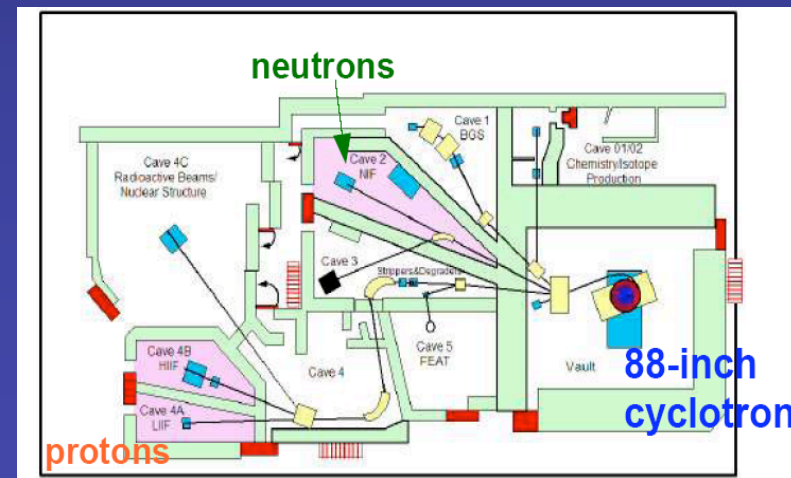 neutrons
Cave 1
BGS
Cave 01/02
Chemistry/Isotope
Production
Cave 4C
Radioactive Beams/
Nuclear Structure
Cave 2
NIF
Cave 3
Strippers&Degraders
Cave 4B
HIIF
Cave 4
Cave 5
FEAT
Vault
88-inch
cyclotron
Cave 4A
LIIF
protons